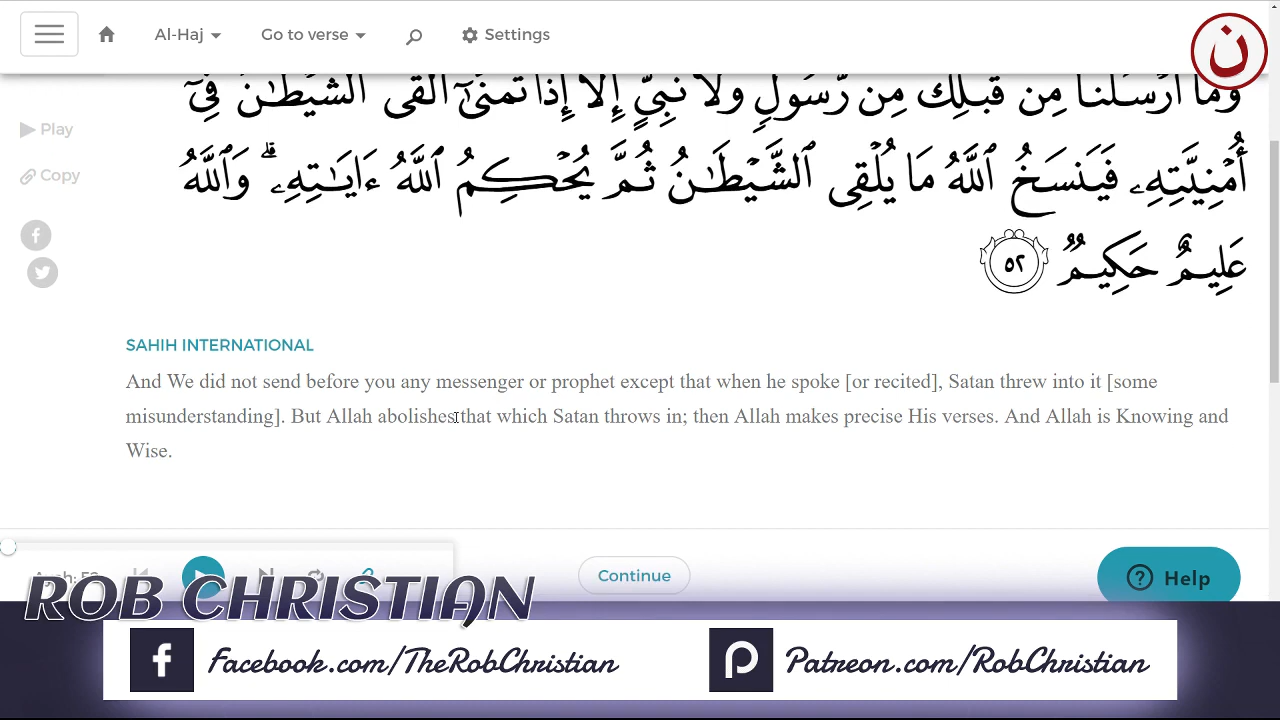 Al-Haj
Go to verse
Settings
ن
وَمَآ أَرْسَلْنَا مِن قَبْلِكَ مِن رَّسُولٍ وَلَا نَبِىٍّ إِلَّآ إِذَا تَمَنَّىٰٓ أَلْقَى ٱلشَّيْطَـٰنُ فِىٓ
أُمْنِيَّتِهِۦ فَيَنسَخُ ٱللَّهُ مَا يُلْقِى ٱلشَّيْطَـٰنُ ثُمَّ يُحْكِمُ ٱللَّهُ ءَايَـٰتِهِۦ ۗ وَٱللَّهُ
عَلِيمٌ حَكِيمٌ ٥٢
Play
Copy
SAHIH INTERNATIONAL
And We did not send before you any messenger or prophet except that when he spoke [or recited], Satan threw into it [some
misunderstanding]. But Allah abolishes that which Satan throws in; then Allah makes precise His verses. And Allah is Knowing and
Wise.
Continue
Help
ROB CHRISTIAN
Facebook.com/TheRobChristian
Patreon.com/RobChristian